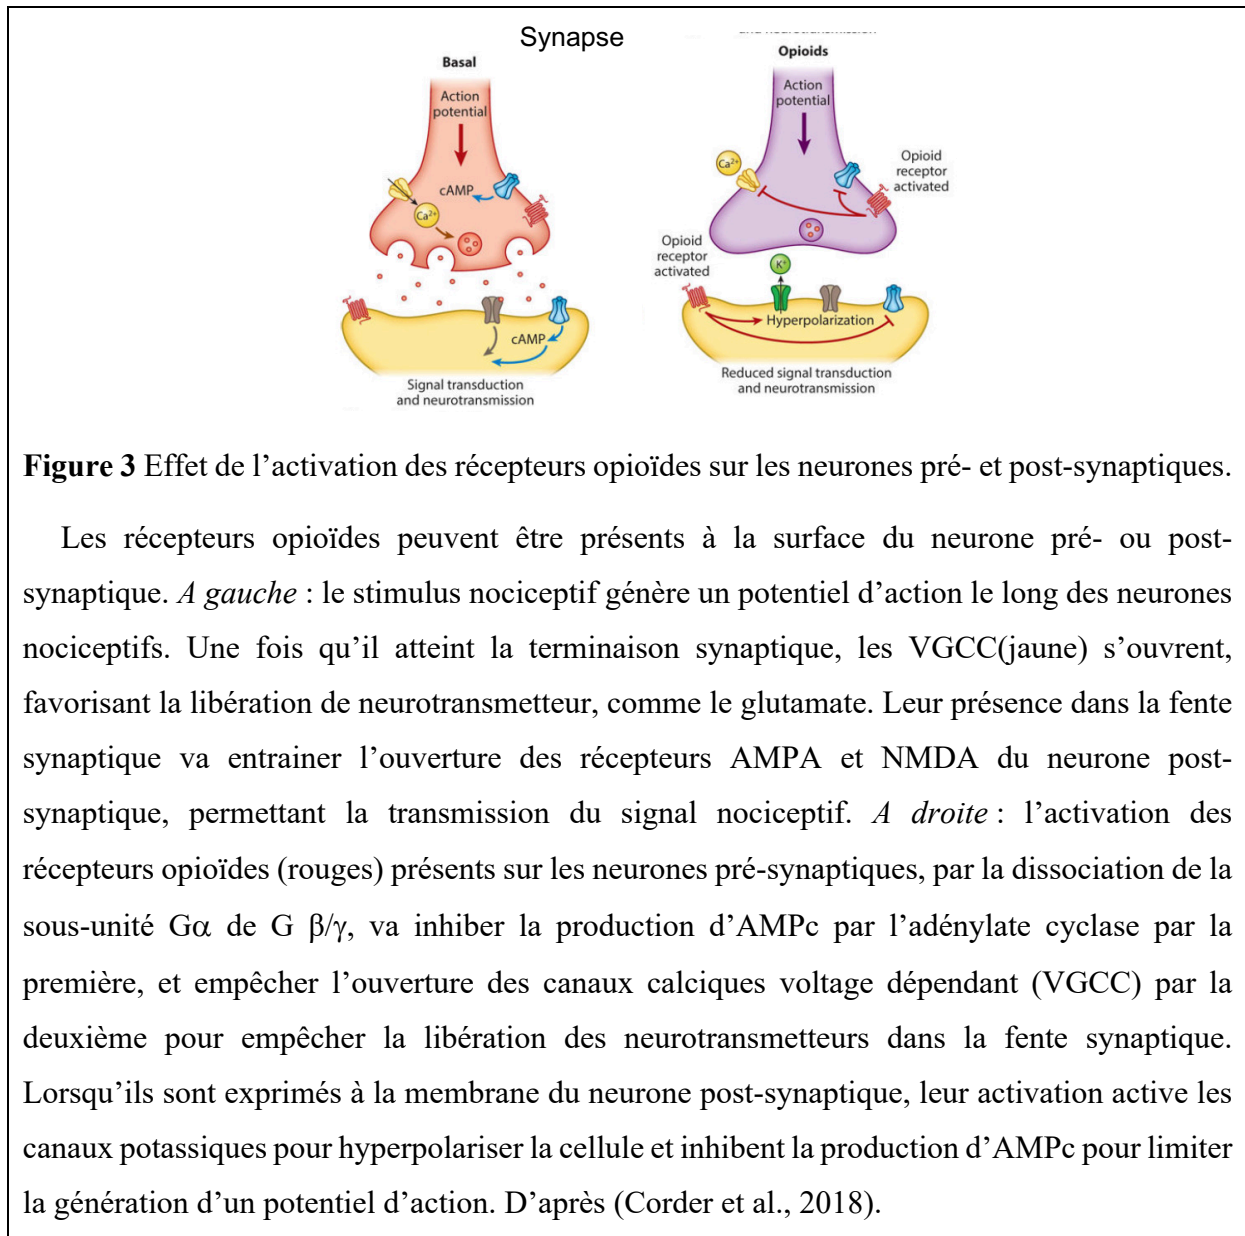 Synapse
and neurotransmission
Basal
Opioids
Action
potential
Action
potential
Ca2+
Opioid
receptor
activated
cAMP
Ca2+
Opioid
receptor
activated
K+
Hyperpolarization
cAMP
Signal transduction
and neurotransmission
Reduced signal transduction
and neurotransmission
Figure 3 Effet de l’activation des récepteurs opioïdes sur les neurones pré- et post-synaptiques.
Les récepteurs opioïdes peuvent être présents à la surface du neurone pré- ou post-
synaptique. A gauche : le stimulus nociceptif génère un potentiel d’action le long des neurones
nociceptifs. Une fois qu’il atteint la terminaison synaptique, les VGCC(jaune) s’ouvrent,
favorisant la libération de neurotransmetteur, comme le glutamate. Leur présence dans la fente
synaptique va entrainer l’ouverture des récepteurs AMPA et NMDA du neurone post-
synaptique, permettant la transmission du signal nociceptif. A droite : l’activation des
récepteurs opioïdes (rouges) présents sur les neurones pré-synaptiques, par la dissociation de la
sous-unité Gα de G β/γ, va inhiber la production d’AMPc par l’adénylate cyclase par la
première, et empêcher l’ouverture des canaux calciques voltage dépendant (VGCC) par la
deuxième pour empêcher la libération des neurotransmetteurs dans la fente synaptique.
Lorsqu’ils sont exprimés à la membrane du neurone post-synaptique, leur activation active les
canaux potassiques pour hyperpolariser la cellule et inhibent la production d’AMPc pour limiter
la génération d’un potentiel d’action. D’après (Corder et al., 2018).